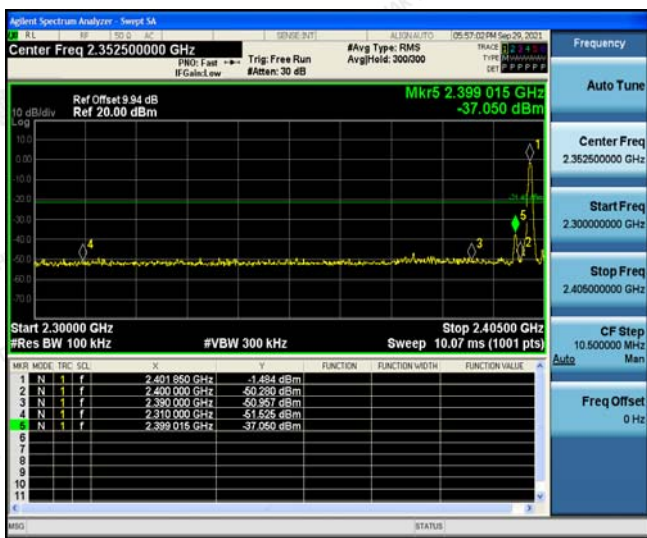 Agilent Spectrum Analyzer - Swept SA
RL RF 50 Ω AC SENSE:INT ALIGN AUTO 05:57:02 PM Sep 29, 2021
Center Freq 2.352500000 GHz
PNO: Fast
IFGain:Low
Trig: Free Run
#Atten: 30 dB
#Avg Type: RMS
Avg|Hold: 300/300
TRACE 1 2 3 4 5 6
TYPE
DET P P P P P P
Ref Offset 9.94 dB
10 dB/div Ref 20.00 dBm
Log
Mkr5 2.399 015 GHz
-37.050 dBm
10.0
0.00
-10.0
-20.0
-30.0
-40.0
-50.0
-60.0
-70.0
1
5
4
3
2
Start 2.30000 GHz Stop 2.40500 GHz
#Res BW 100 kHz #VBW 300 kHz Sweep 10.07 ms (1001 pts)
MKR MODE TRC SCL X Y FUNCTION FUNCTION WIDTH FUNCTION VALUE
1 N 1 f 2.401 850 GHz -1.484 dBm
2 N 1 f 2.400 000 GHz -50.280 dBm
3 N 1 f 2.390 000 GHz -50.957 dBm
4 N 1 f 2.310 000 GHz -51.525 dBm
5 N 1 f 2.399 015 GHz -37.050 dBm
6
7
8
9
10
11
MSG STATUS
Frequency
Auto Tune
Center Freq
2.352500000 GHz
Start Freq
2.300000000 GHz
Stop Freq
2.405000000 GHz
CF Step
10.500000 MHz
Auto Man
Freq Offset
0 Hz